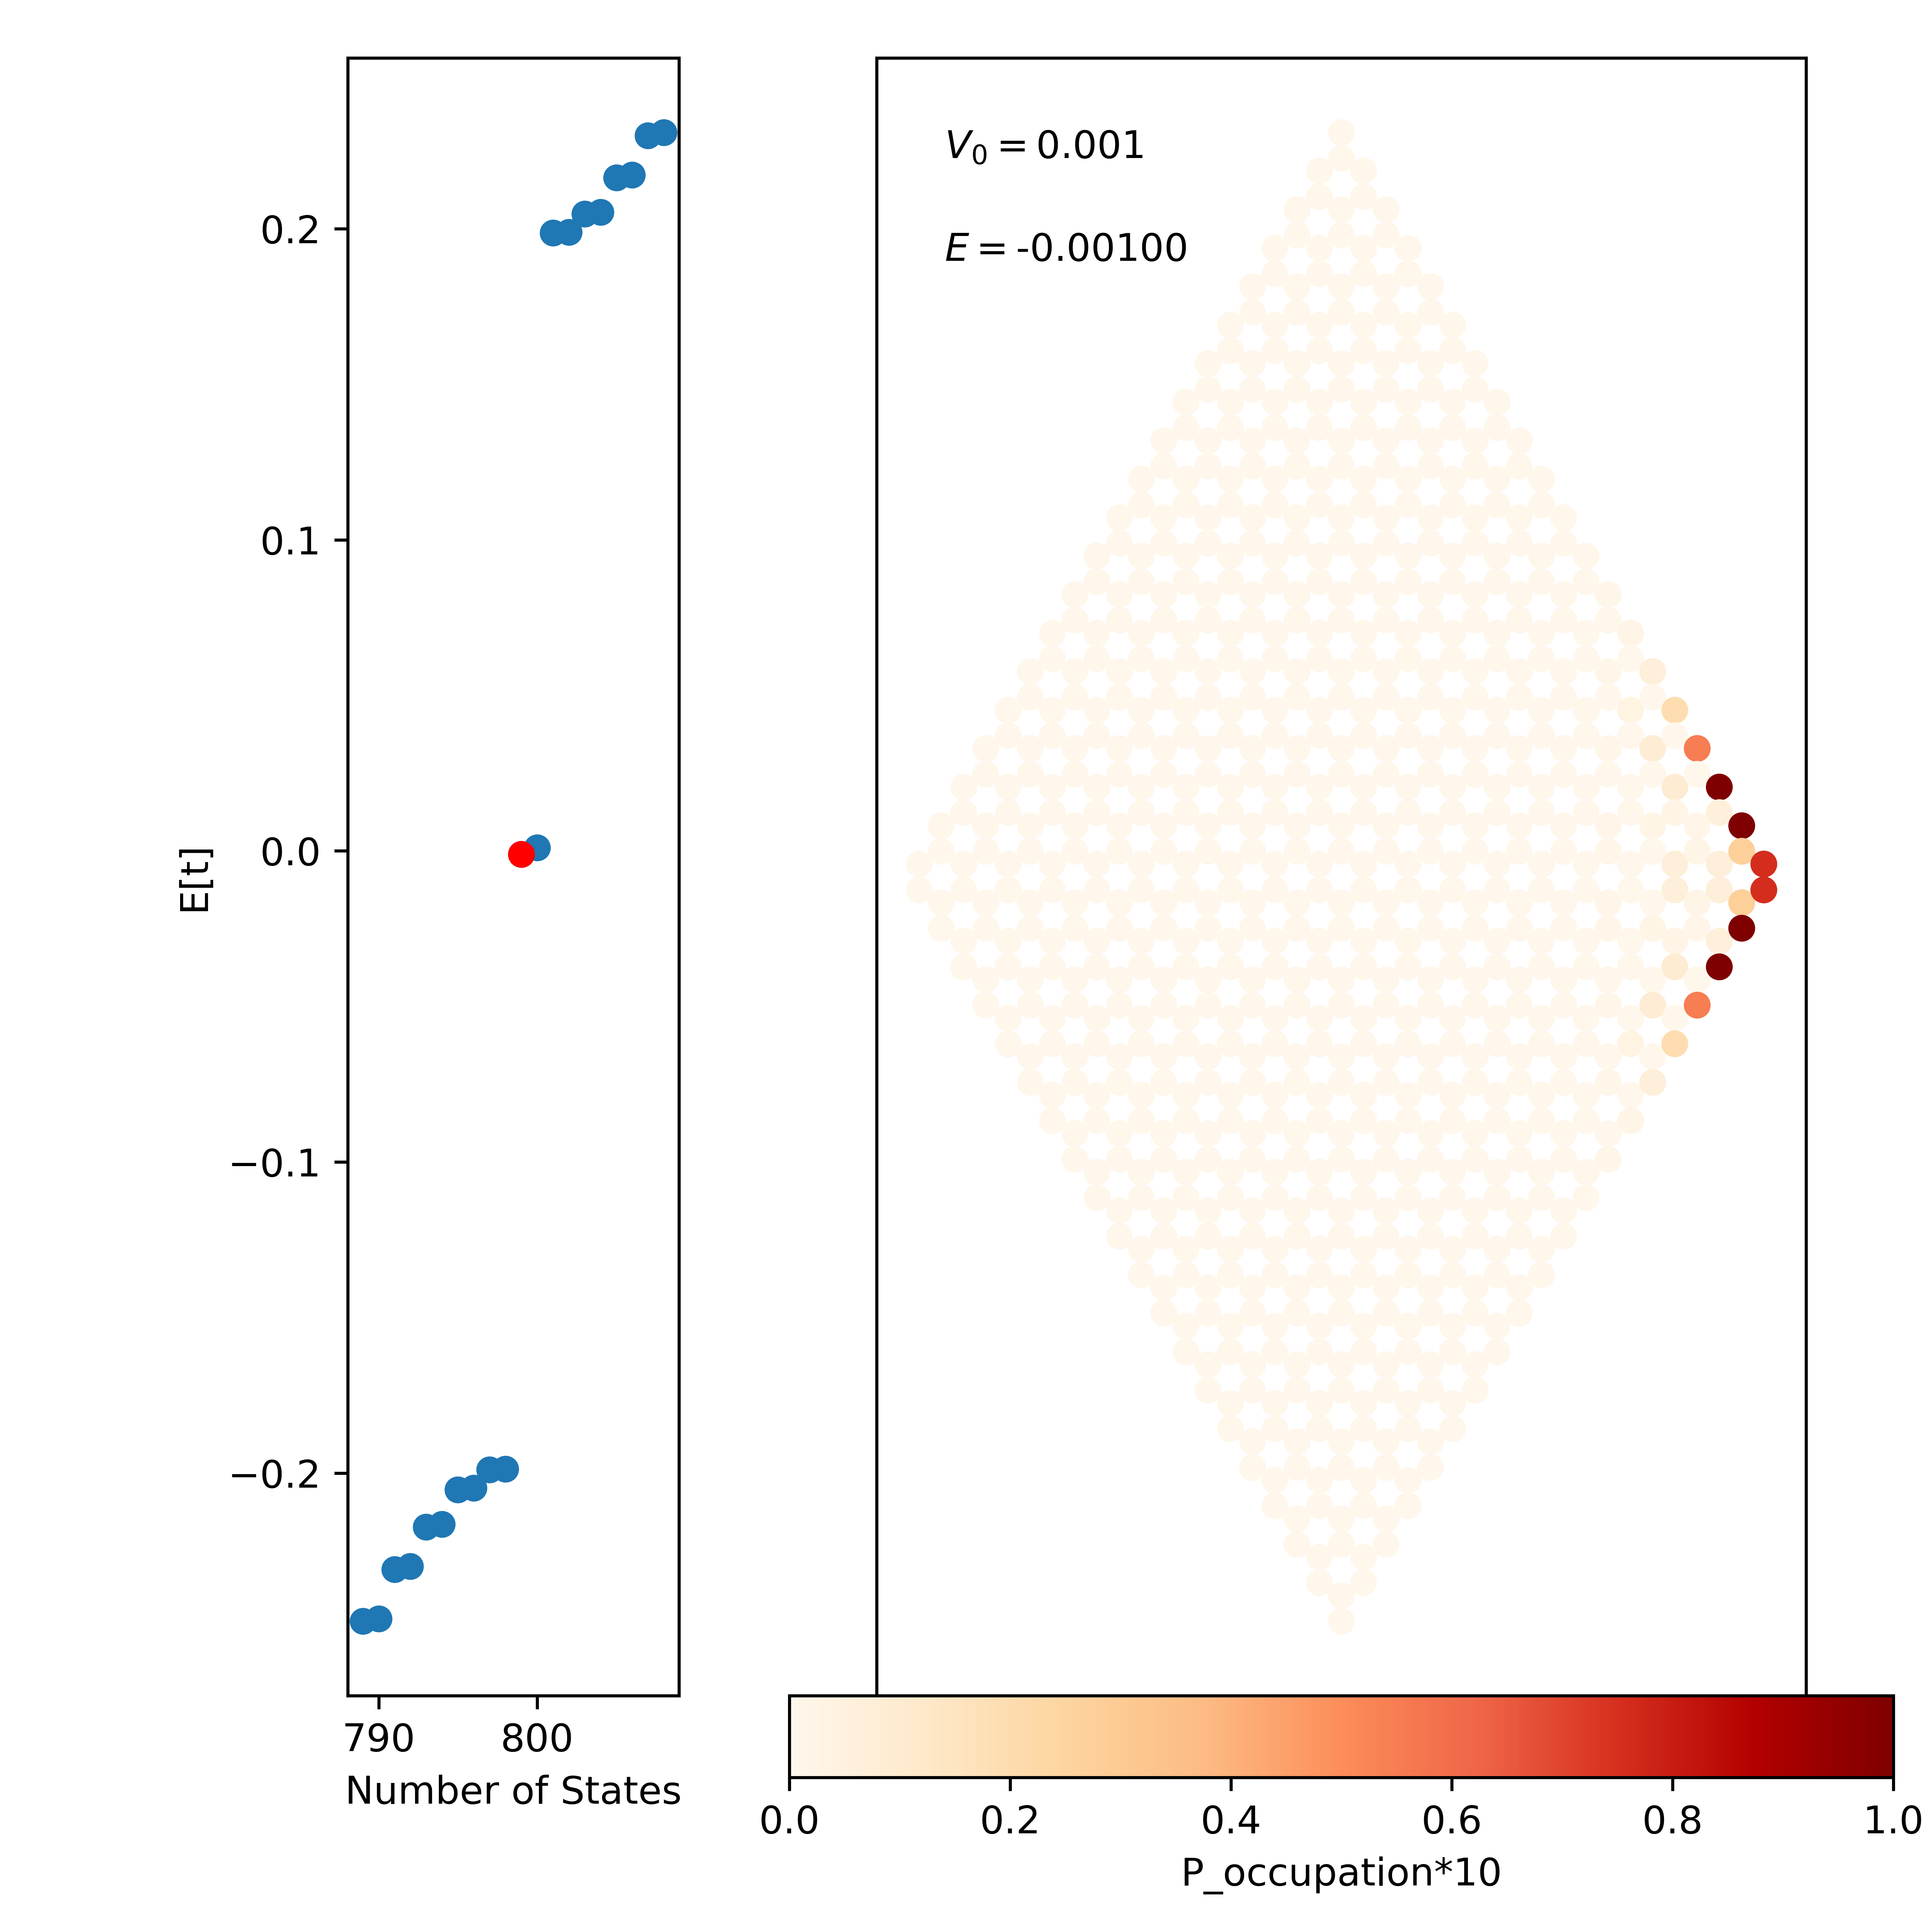 V₀ = 0.001
E = -0.00100
0.2
0.1
0.0
−0.1
−0.2
E[t]
790 800
Number of States
0.0 0.2 0.4 0.6 0.8 1.0
P_occupation*10